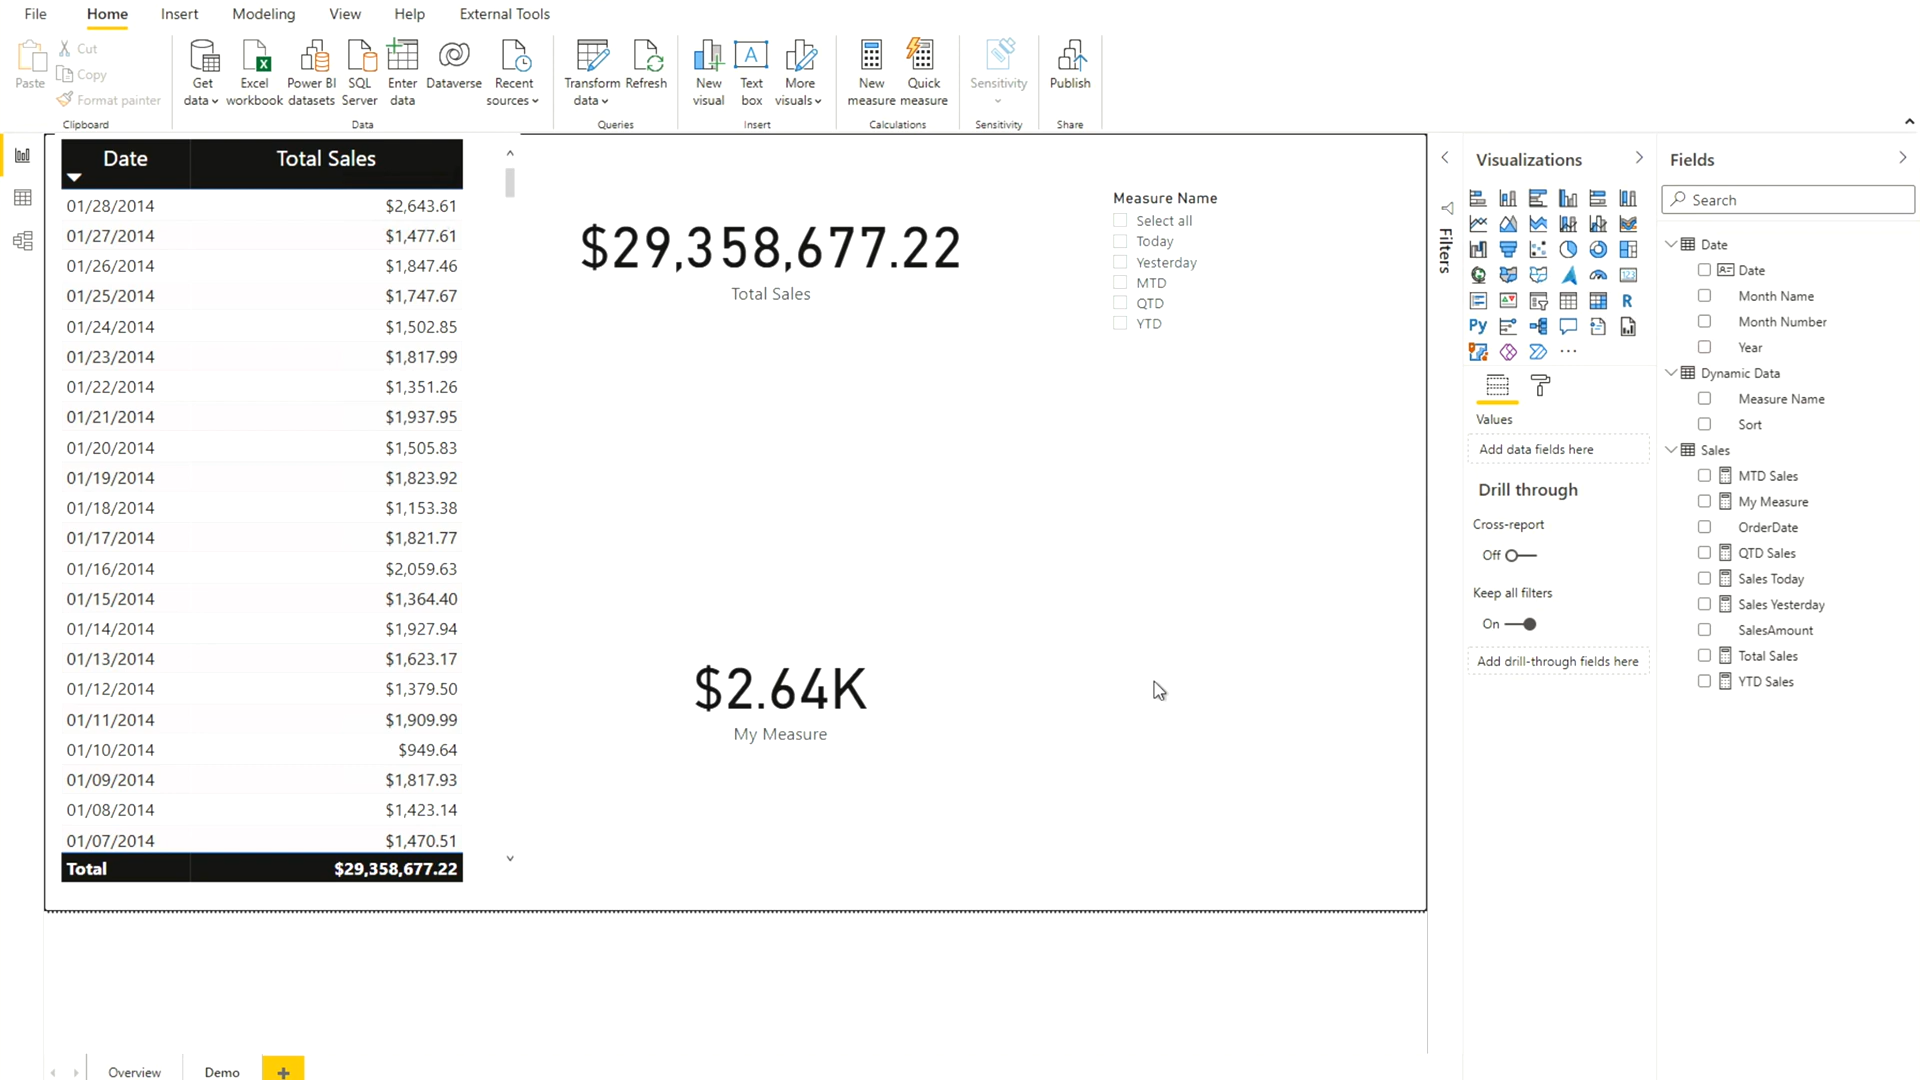 File Home Insert Modeling View Help External Tools
Paste
Cut
Copy
Format painter
Clipboard
Get data
Excel workbook
Power BI datasets
SQL Server
Enter data
Dataverse
Recent sources
Data
Transform data
Refresh
Queries
New visual
Text box
More visuals
Insert
New measure
Quick measure
Calculations
Sensitivity
Sensitivity
Publish
Share
Date Total Sales
01/28/2014 $2,643.61
01/27/2014 $1,477.61
01/26/2014 $1,847.46
01/25/2014 $1,747.67
01/24/2014 $1,502.85
01/23/2014 $1,817.99
01/22/2014 $1,351.26
01/21/2014 $1,937.95
01/20/2014 $1,505.83
01/19/2014 $1,823.92
01/18/2014 $1,153.38
01/17/2014 $1,821.77
01/16/2014 $2,059.63
01/15/2014 $1,364.40
01/14/2014 $1,927.94
01/13/2014 $1,623.17
01/12/2014 $1,379.50
01/11/2014 $1,909.99
01/10/2014 $949.64
01/09/2014 $1,817.93
01/08/2014 $1,423.14
01/07/2014 $1,470.51
Total $29,358,677.22
$29,358,677.22
Total Sales
$2.64K
My Measure
Measure Name
Select all
Today
Yesterday
MTD
QTD
YTD
Filters
Visualizations
R
Py
Values
Add data fields here
Drill through
Cross-report
Off
Keep all filters
On
Add drill-through fields here
Fields
Search
Date
Date
Month Name
Month Number
Year
Dynamic Data
Measure Name
Sort
Sales
MTD Sales
My Measure
OrderDate
QTD Sales
Sales Today
Sales Yesterday
SalesAmount
Total Sales
YTD Sales
Overview Demo +